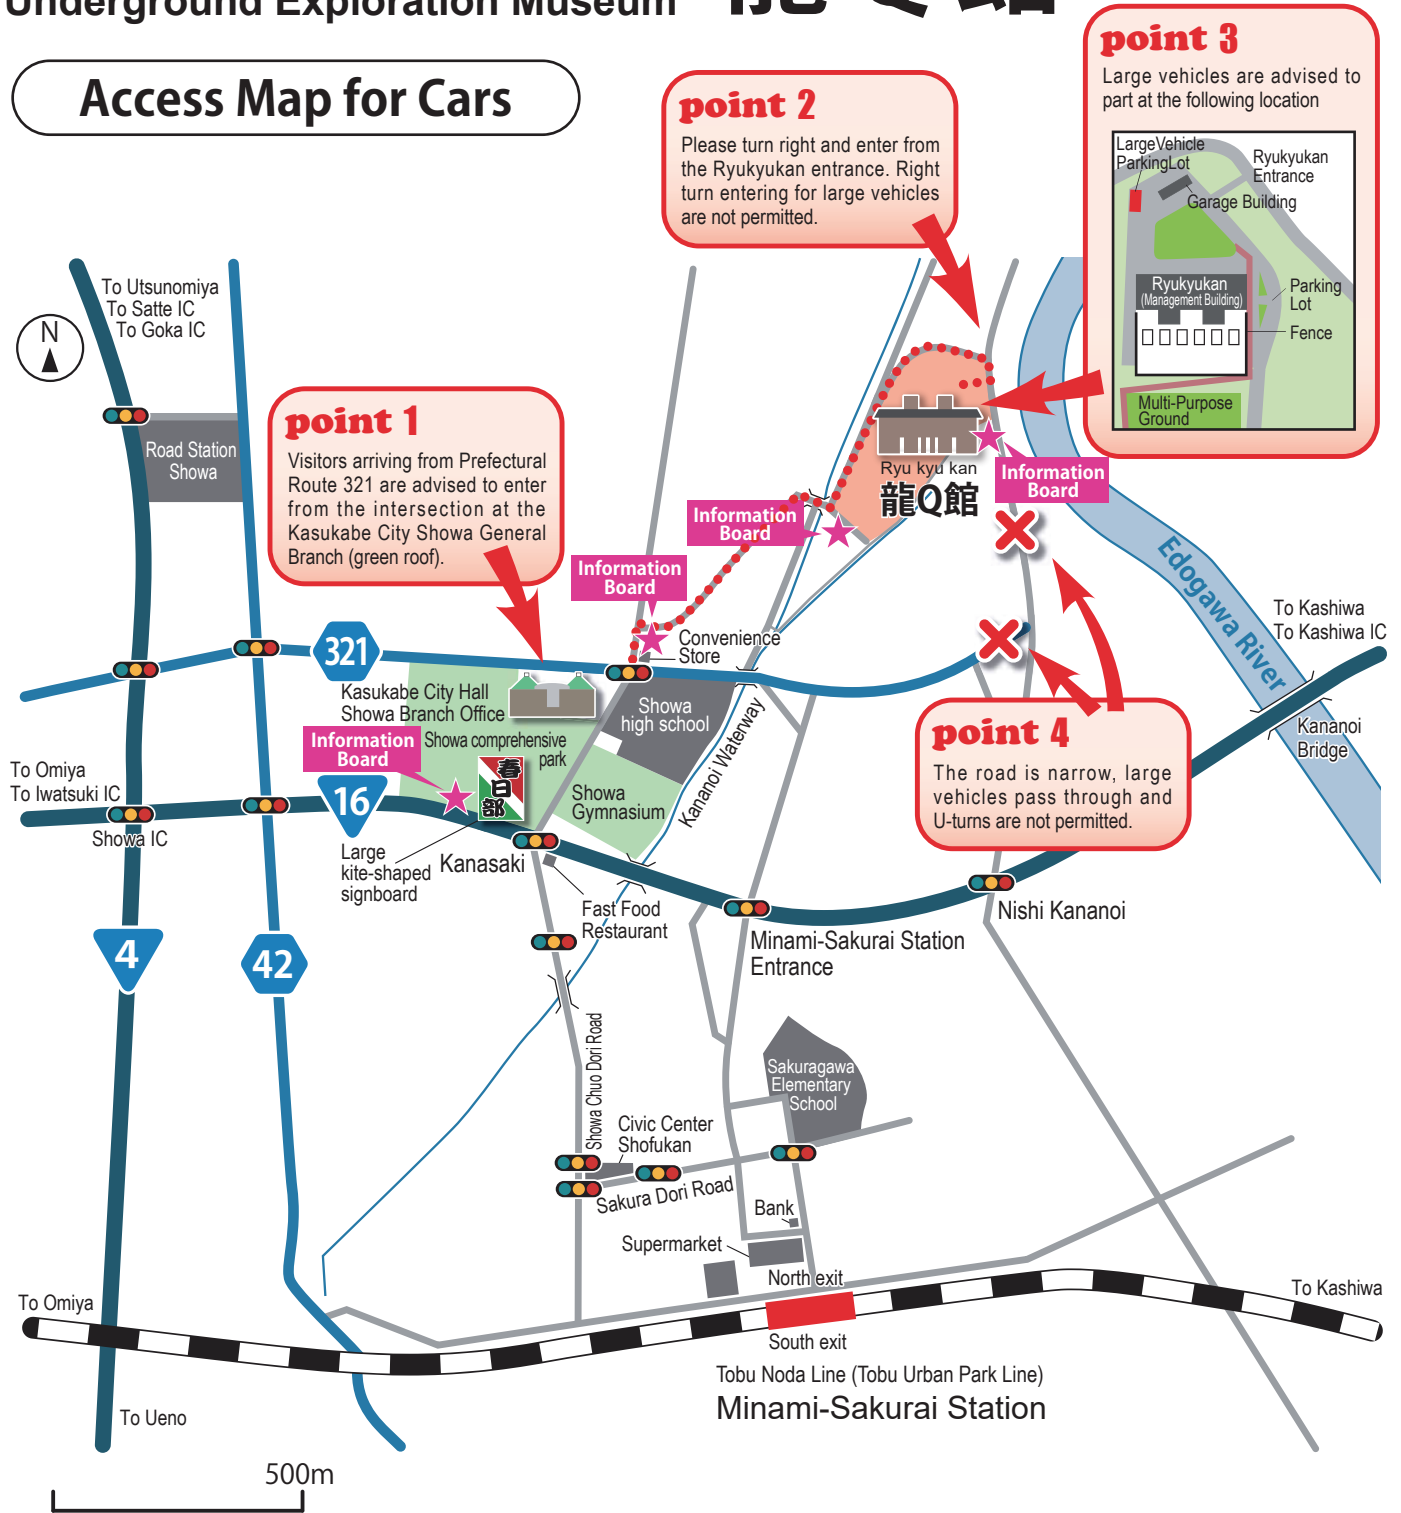 Underground Exploration Museum
Access Map for Cars
point 1
Visitors arriving from Prefectural
Route 321 are advised to enter
from the intersection at the
Kasukabe City Showa General
Branch (green roof).
point 2
Please turn right and enter from
the Ryukyukan entrance. Right
turn entering for large vehicles
are not permitted.
point 3
Large vehicles are advised to
part at the following location
LargeVehicle
ParkingLot
Ryukyukan
Entrance
Garage Building
Ryukyukan
(Management Building)
Parking
Lot
Fence
Multi-Purpose
Ground
To Utsunomiya
To Satte IC
To Goka IC
N
Road Station
Showa
Ryu kyu kan
龍Q館
Information
Board
Information
Board
Information
Board
Edogawa River
To Kashiwa
To Kashiwa IC
321
Convenience
Store
Kasukabe City Hall
Showa Branch Office
Showa
high school
Information
Board
Showa comprehensive
park
春日部
Kananoi Waterway
Kananoi
Bridge
point 4
The road is narrow, large
vehicles pass through and
U-turns are not permitted.
To Omiya
To Iwatsuki IC
16
Showa
Gymnasium
Showa IC
Large
kite-shaped
signboard
Kanasaki
Fast Food
Restaurant
Nishi Kananoi
Minami-Sakurai Station
Entrance
4
42
Showa Chuo Dori Road
Sakuragawa
Elementary
School
Civic Center
Shofukan
Sakura Dori Road
Bank
Supermarket
North exit
To Omiya
To Kashiwa
South exit
Tobu Noda Line (Tobu Urban Park Line)
Minami-Sakurai Station
To Ueno
500m